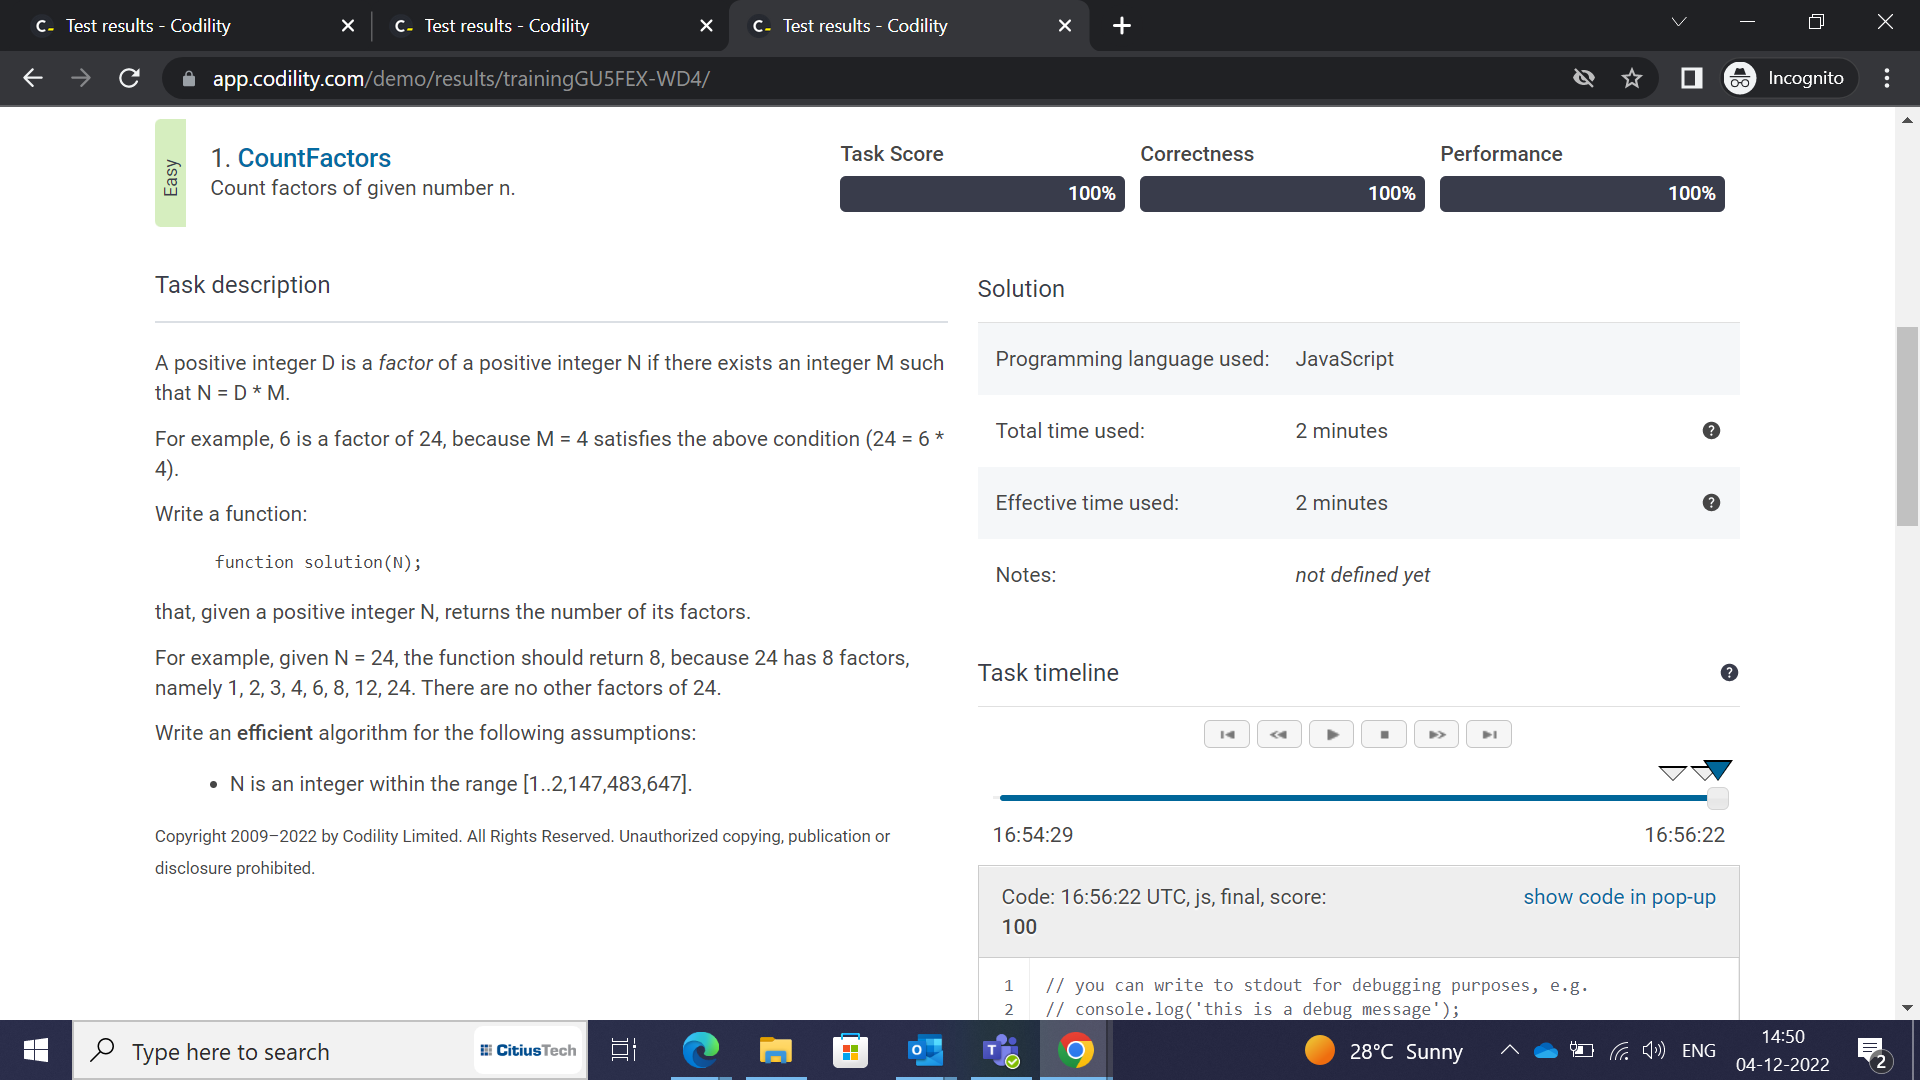 Test results - Codility
Test results - Codility
Test results - Codility
app.codility.com/demo/results/trainingGU5FEX-WD4/
Incognito
Easy
1. CountFactors
Count factors of given number n.
Task Score
Correctness
Performance
100%
100%
100%
Task description
A positive integer D is a factor of a positive integer N if there exists an integer M such
that N = D * M.
For example, 6 is a factor of 24, because M = 4 satisfies the above condition (24 = 6 *
4).
Write a function:
function solution(N);
that, given a positive integer N, returns the number of its factors.
For example, given N = 24, the function should return 8, because 24 has 8 factors,
namely 1, 2, 3, 4, 6, 8, 12, 24. There are no other factors of 24.
Write an efficient algorithm for the following assumptions:
• N is an integer within the range [1..2,147,483,647].
Copyright 2009–2022 by Codility Limited. All Rights Reserved. Unauthorized copying, publication or
disclosure prohibited.
Solution
Programming language used: JavaScript
Total time used: 2 minutes ?
Effective time used: 2 minutes ?
Notes: not defined yet
Task timeline ?
16:54:29 16:56:22
Code: 16:56:22 UTC, js, final, score:
100
show code in pop-up
1 // you can write to stdout for debugging purposes, e.g.
2 // console.log('this is a debug message');
Type here to search
CitiusTech
28°C Sunny
ENG
14:50
04-12-2022
2